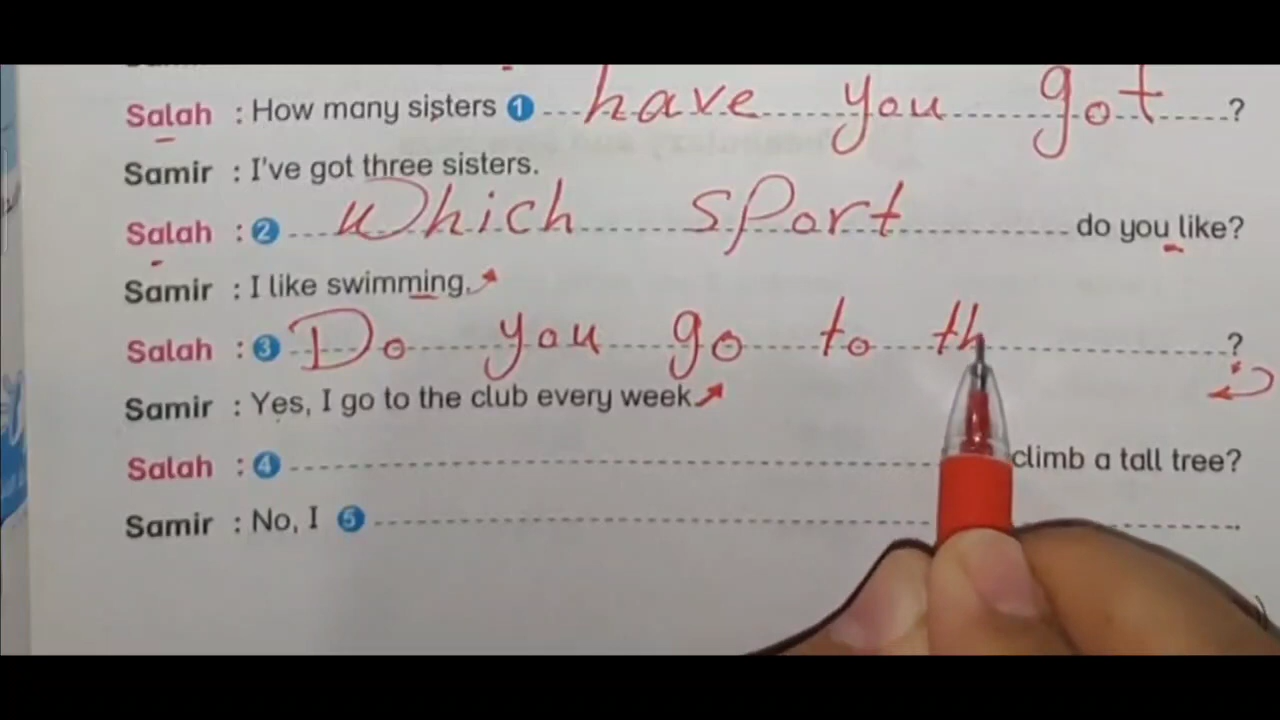 Salah : How many sisters 1 have you got ?
Samir : I've got three sisters.
Salah : 2 Which sport do you like?
Samir : I like swimming.
Salah : 3 Do you go to th ?
Samir : Yes, I go to the club every week
Salah : 4 climb a tall tree?
Samir : No, I 5 .